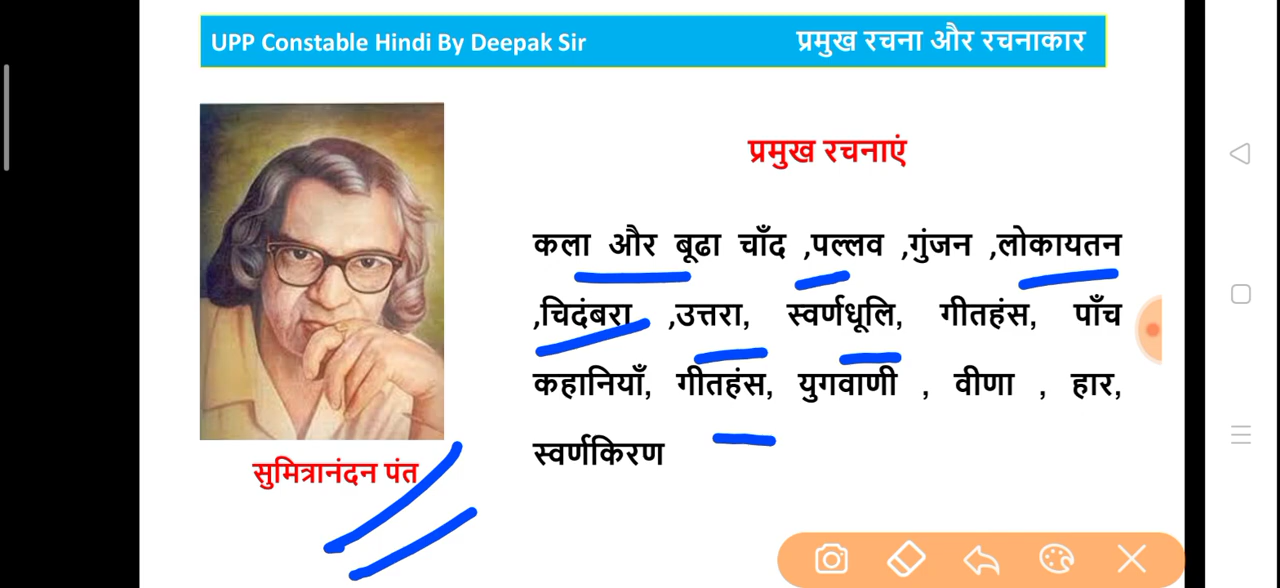 UPP Constable Hindi By Deepak Sir प्रमुख रचना और रचनाकार
प्रमुख रचनाएं
कला और बूढा चाँद ,पल्लव ,गुंजन ,लोकायतन
,चिदंबरा ,उत्तरा, स्वर्णधूलि, गीतहंस, पाँच
कहानियाँ, गीतहंस, युगवाणी , वीणा , हार,
स्वर्णकिरण
सुमित्रानंदन पंत